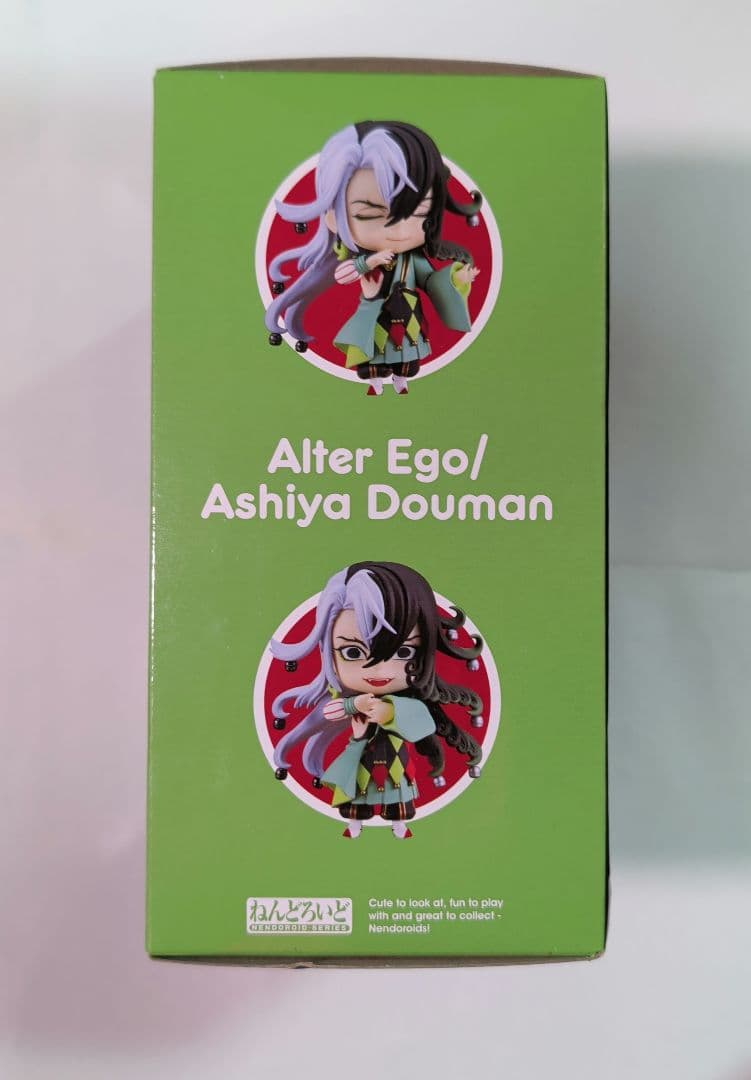 Alter Ego/
Ashiya Douman
ねんどろいど
NENDOROID SERIES
Cute to look at, fun to play
with and great to collect -
Nendoroids!